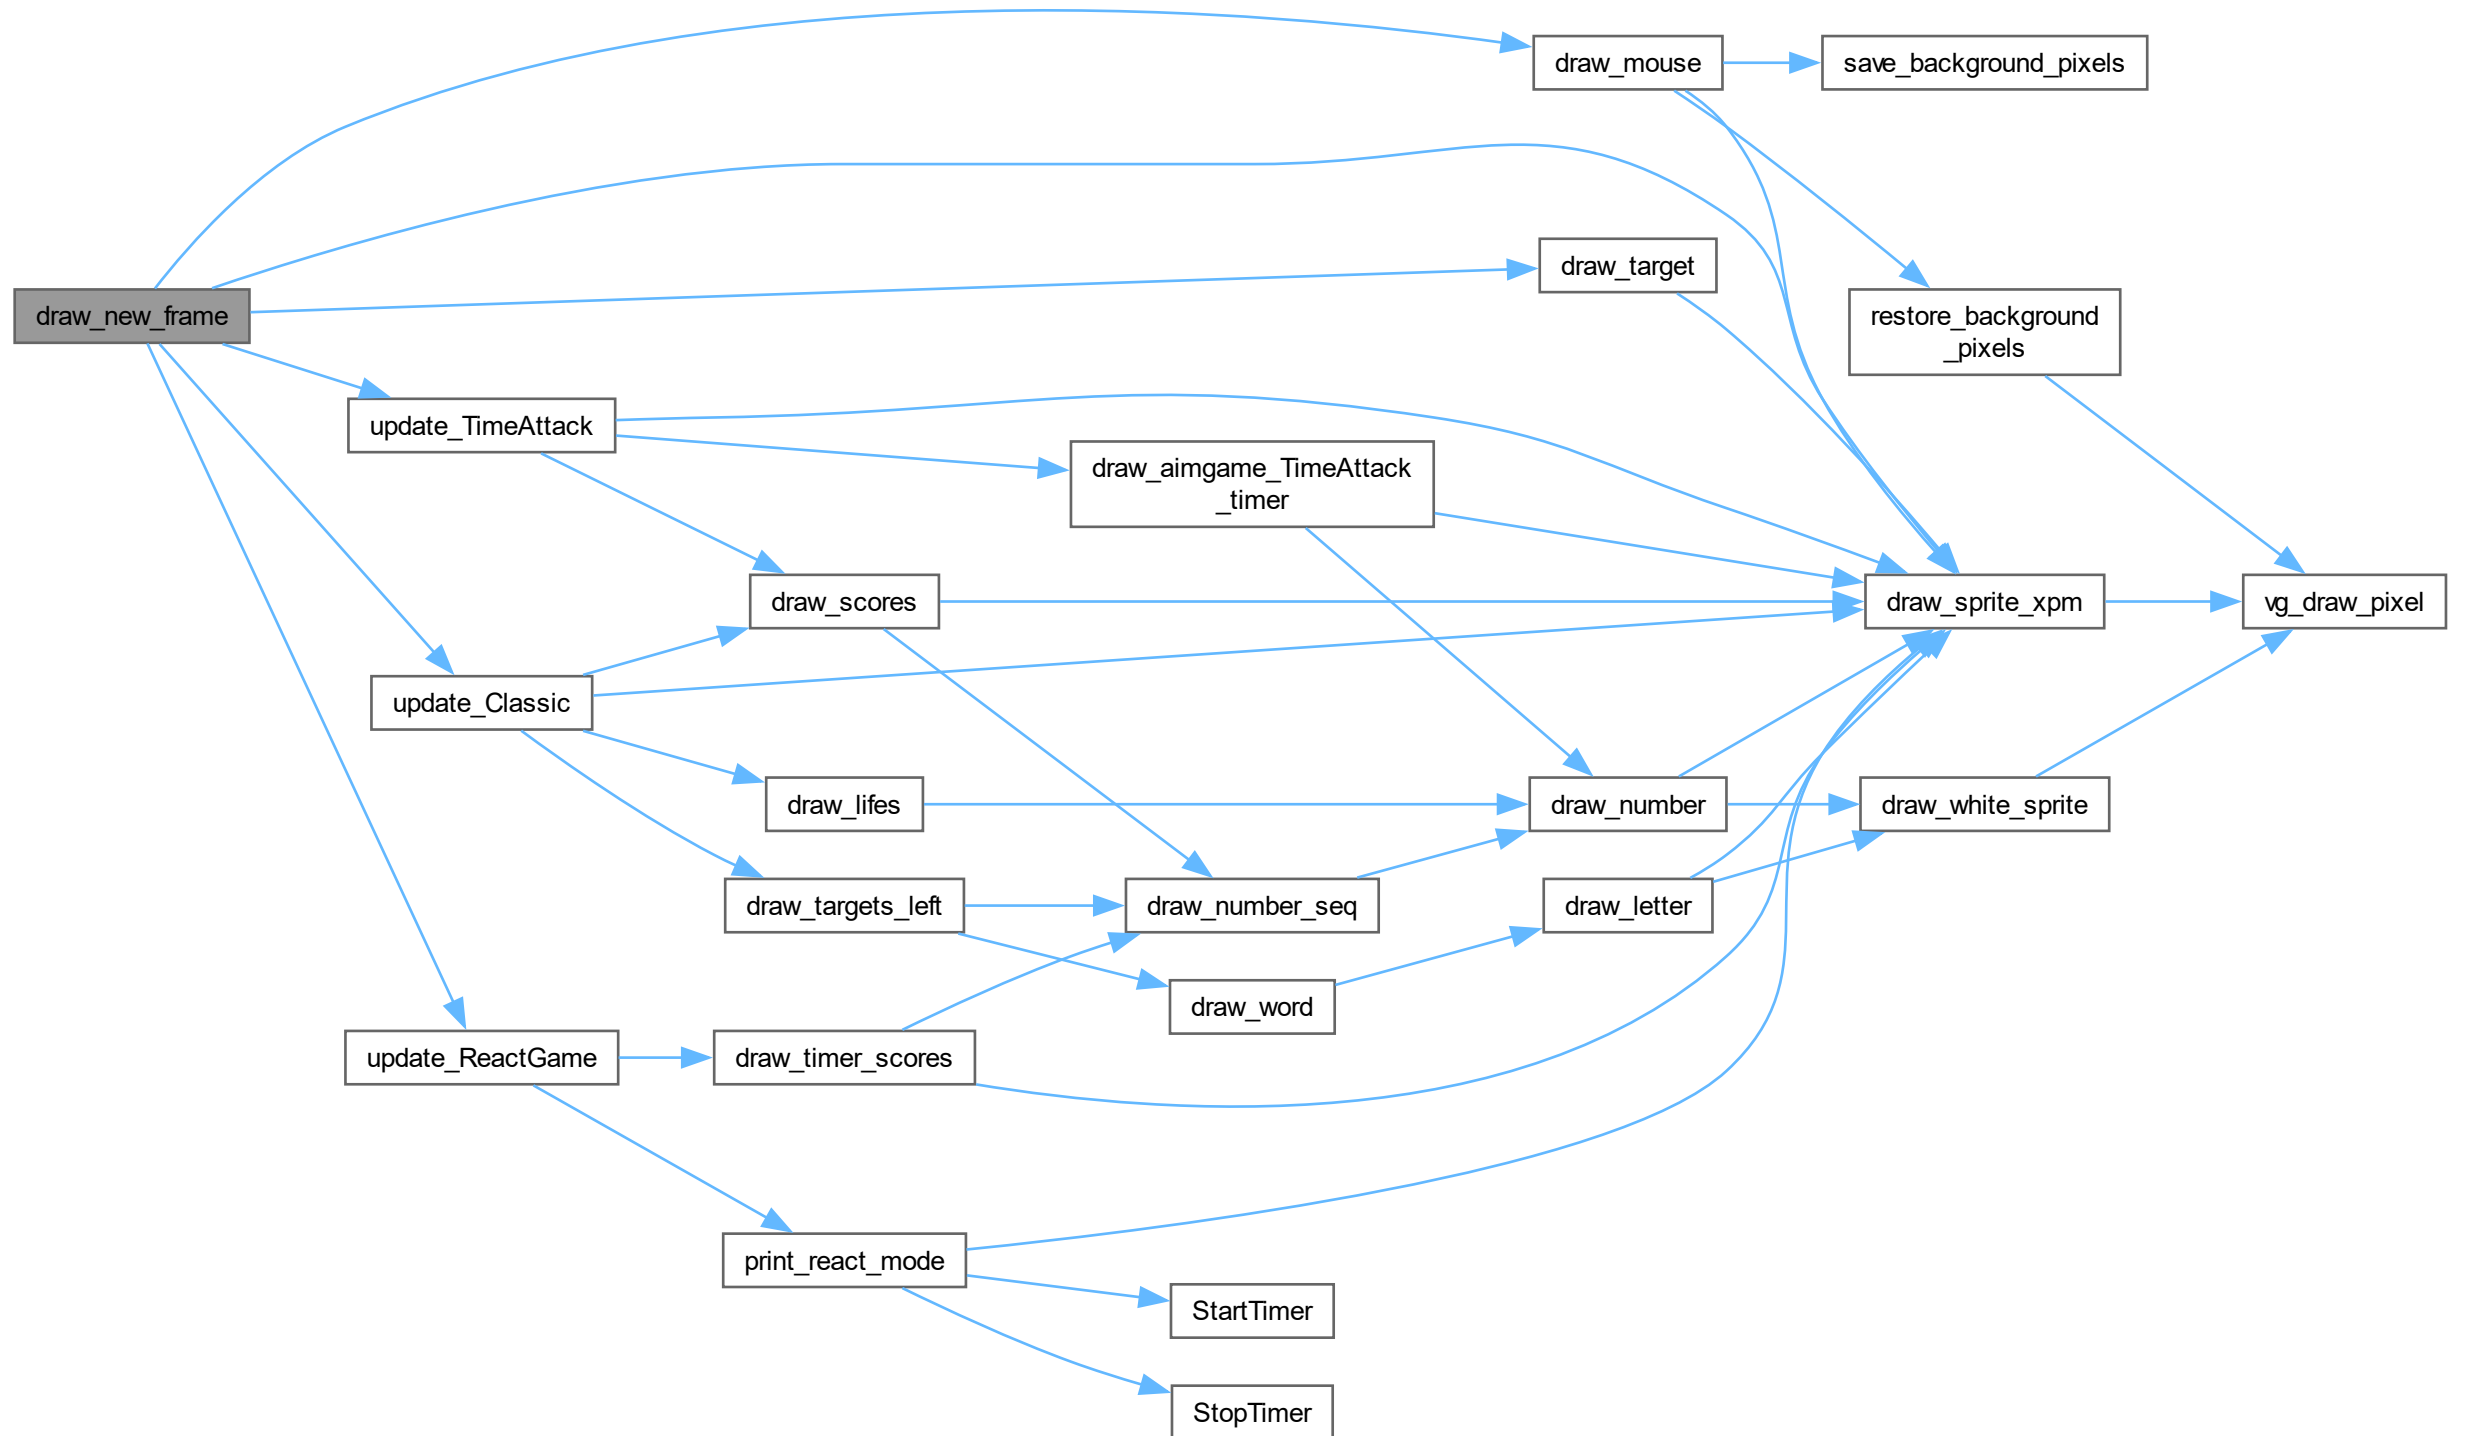 draw_mouse
save_background_pixels
draw_target
draw_new_frame
restore_background
_pixels
update_TimeAttack
draw_aimgame_TimeAttack
_timer
draw_scores
draw_sprite_xpm
vg_draw_pixel
update_Classic
draw_lifes
draw_number
draw_white_sprite
draw_targets_left
draw_number_seq
draw_letter
draw_word
update_ReactGame
draw_timer_scores
print_react_mode
StartTimer
StopTimer